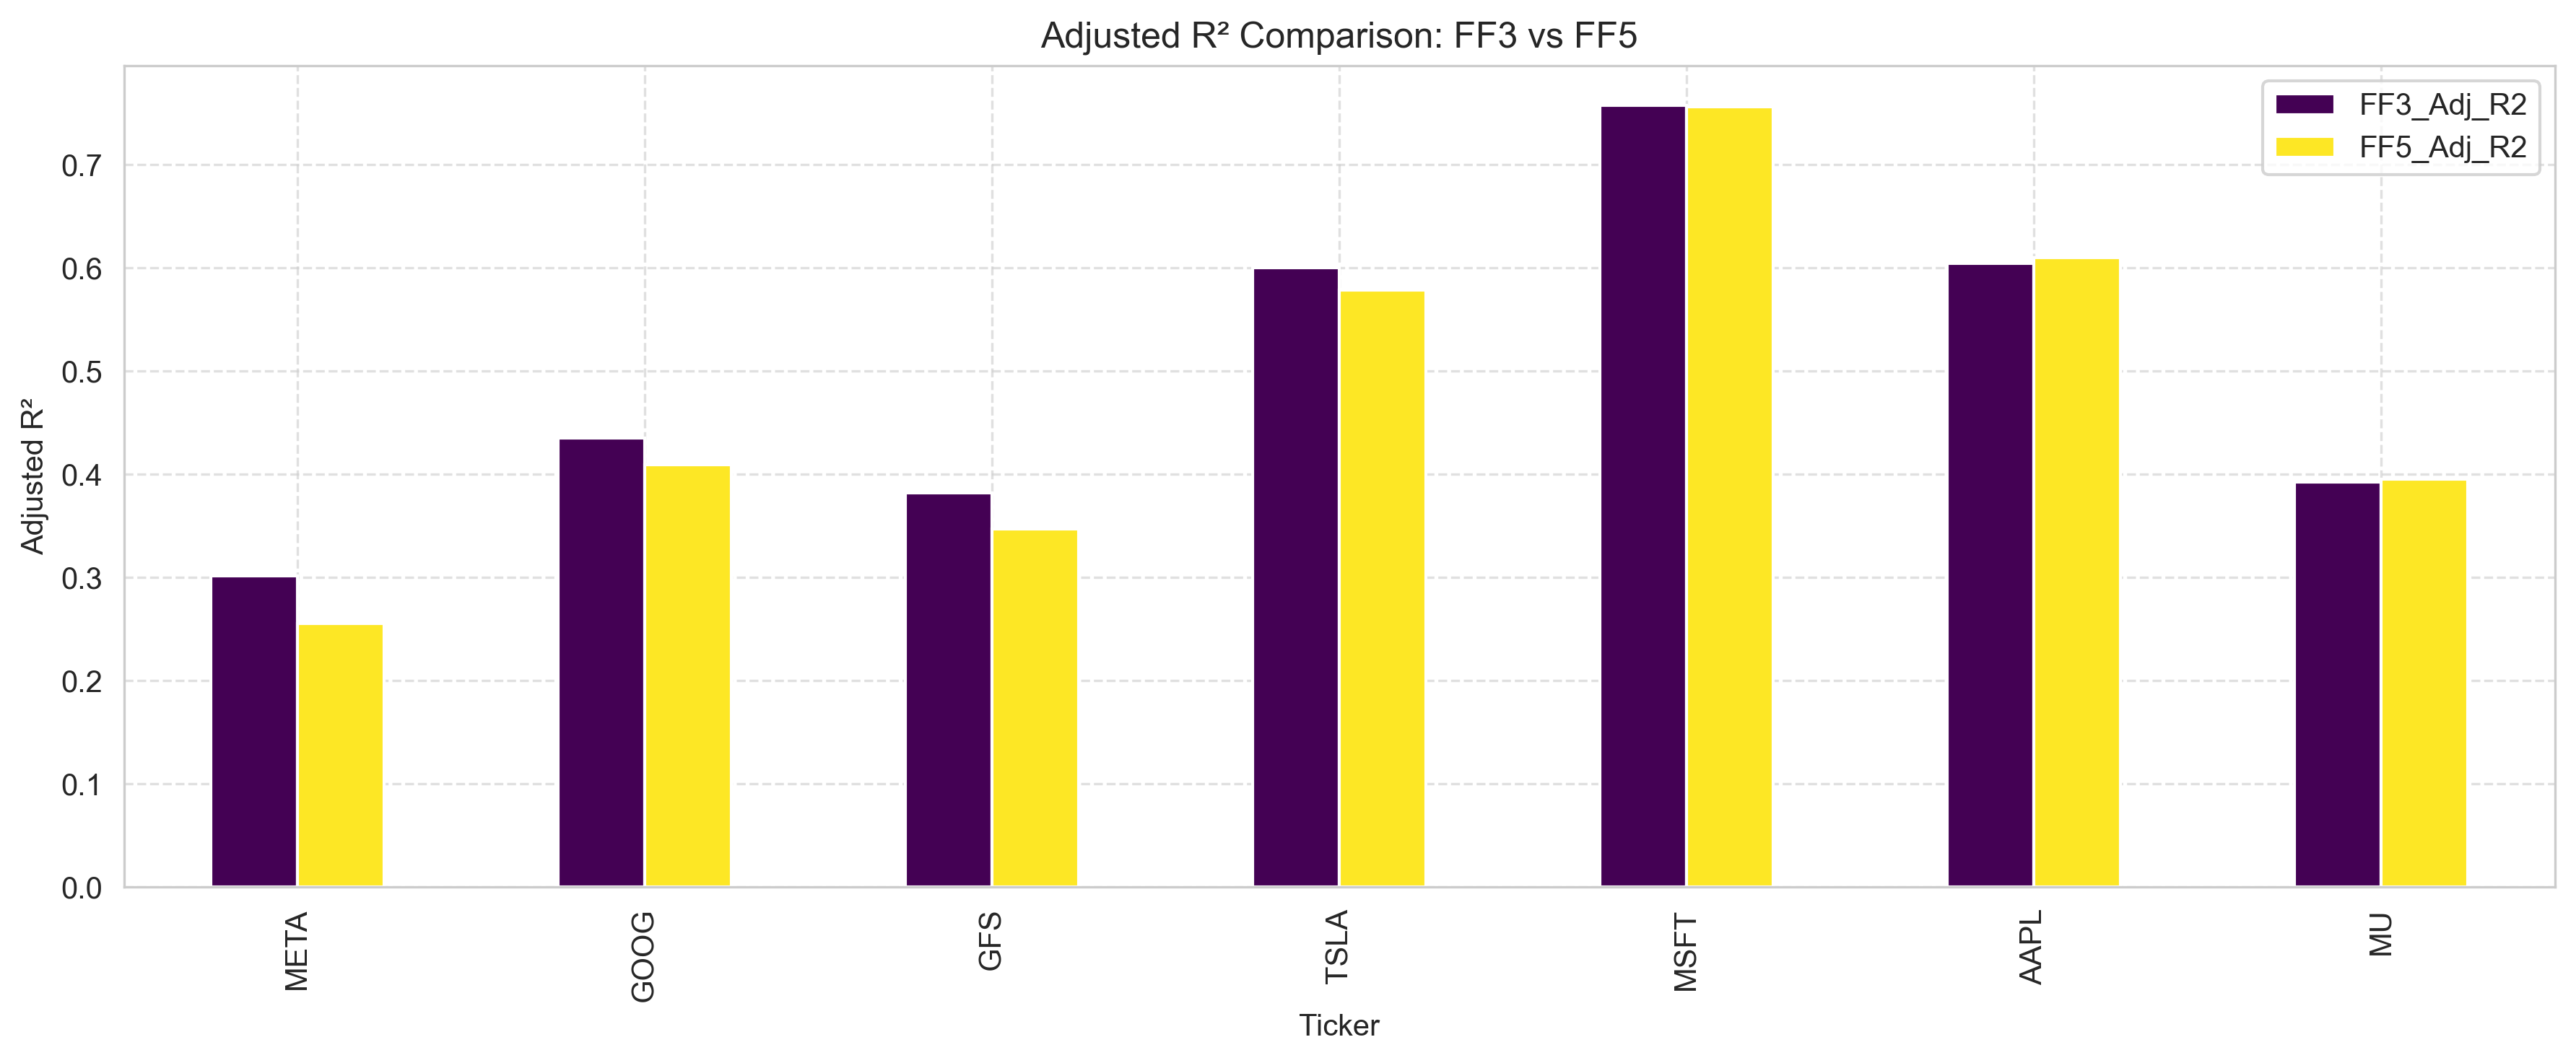 Adjusted R² Comparison: FF3 vs FF5
FF3_Adj_R2
FF5_Adj_R2
Adjusted R²
0.7
0.6
0.5
0.4
0.3
0.2
0.1
0.0
META
GOOG
GFS
TSLA
MSFT
AAPL
MU
Ticker